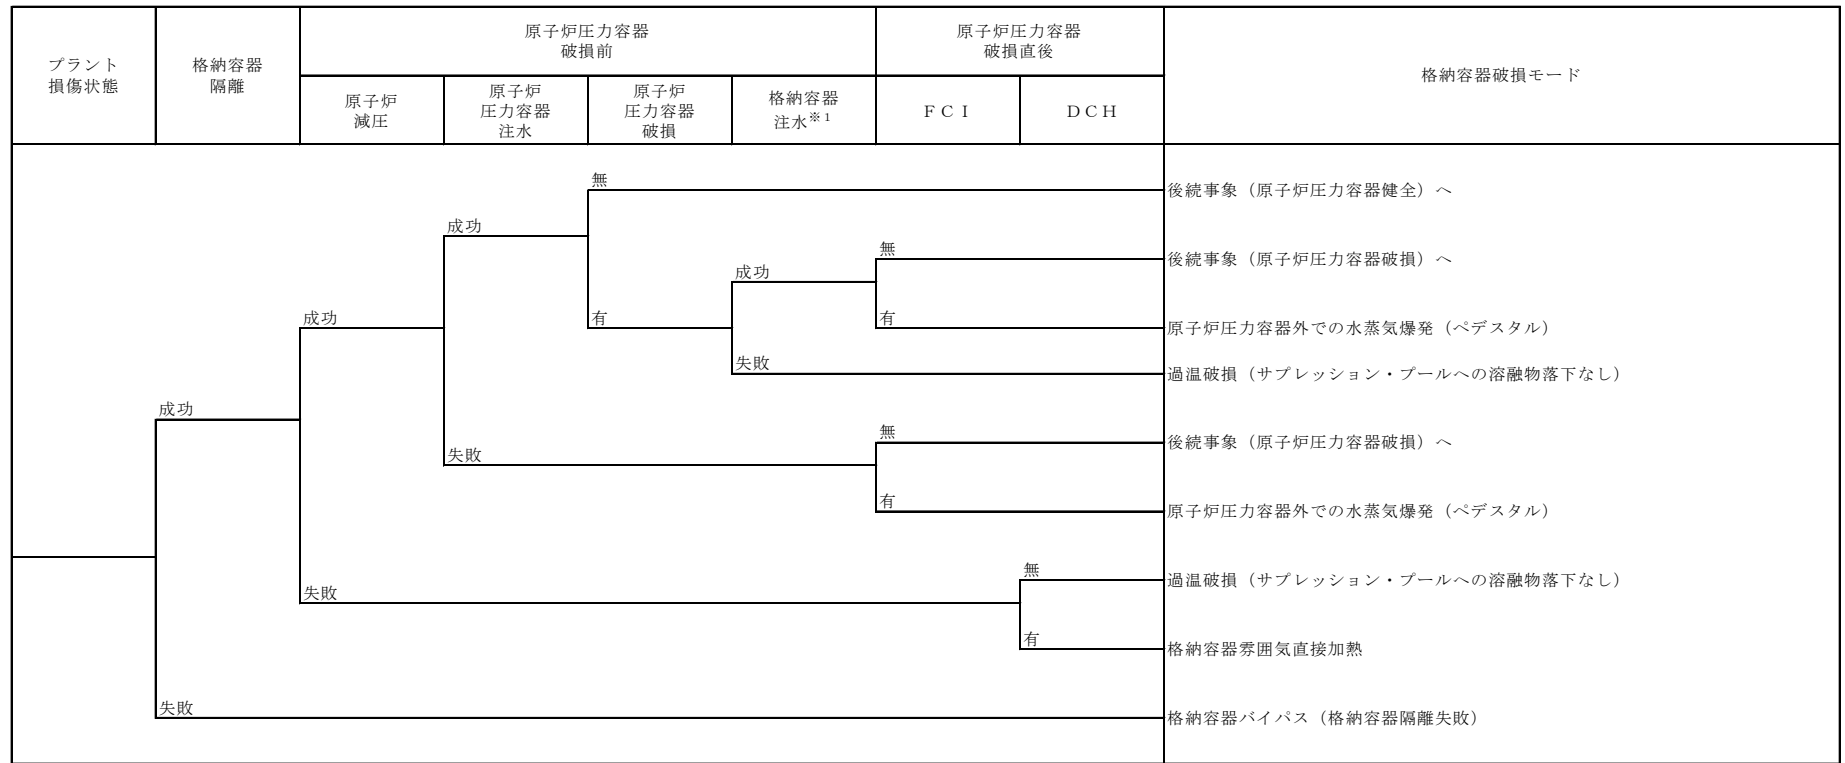 プラント
損傷状態
格納容器
隔離
原子炉圧力容器
破損前
原子炉圧力容器
破損直後
格納容器破損モード
原子炉
減圧
原子炉
圧力容器
注水
原子炉
圧力容器
破損
格納容器
注水※1
ＦＣＩ
ＤＣＨ
無
後続事象（原子炉圧力容器健全）へ
成功
無
後続事象（原子炉圧力容器破損）へ
成功
成功
有
有
原子炉圧力容器外での水蒸気爆発（ペデスタル）
失敗
過温破損（サプレッション・プールへの溶融物落下なし）
成功
無
後続事象（原子炉圧力容器破損）へ
失敗
有
原子炉圧力容器外での水蒸気爆発（ペデスタル）
無
過温破損（サプレッション・プールへの溶融物落下なし）
失敗
有
格納容器雰囲気直接加熱
失敗
格納容器バイパス（格納容器隔離失敗）